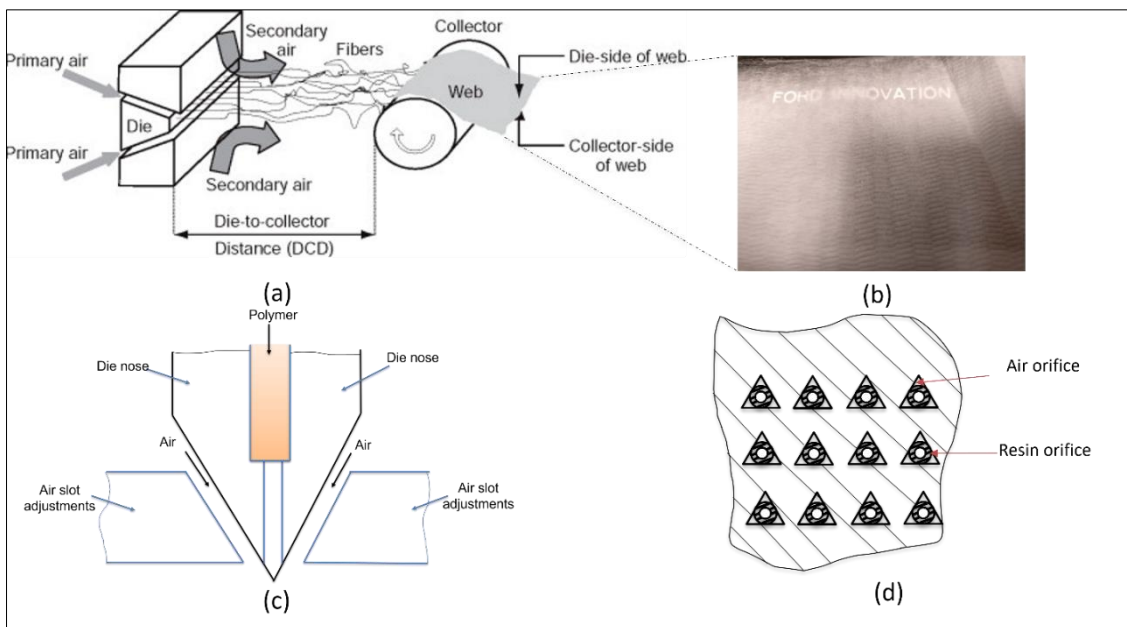 Primary air
Primary air
Die
Secondary
air
Secondary air
Fibers
Collector
Web
Die-side of web
Collector-side
of web
Die-to-collector
Distance (DCD)
(a)
FORD INNOVATION
(b)
Polymer
Die nose
Die nose
Air
Air
Air slot
adjustments
Air slot
adjustments
(c)
Air orifice
Resin orifice
(d)